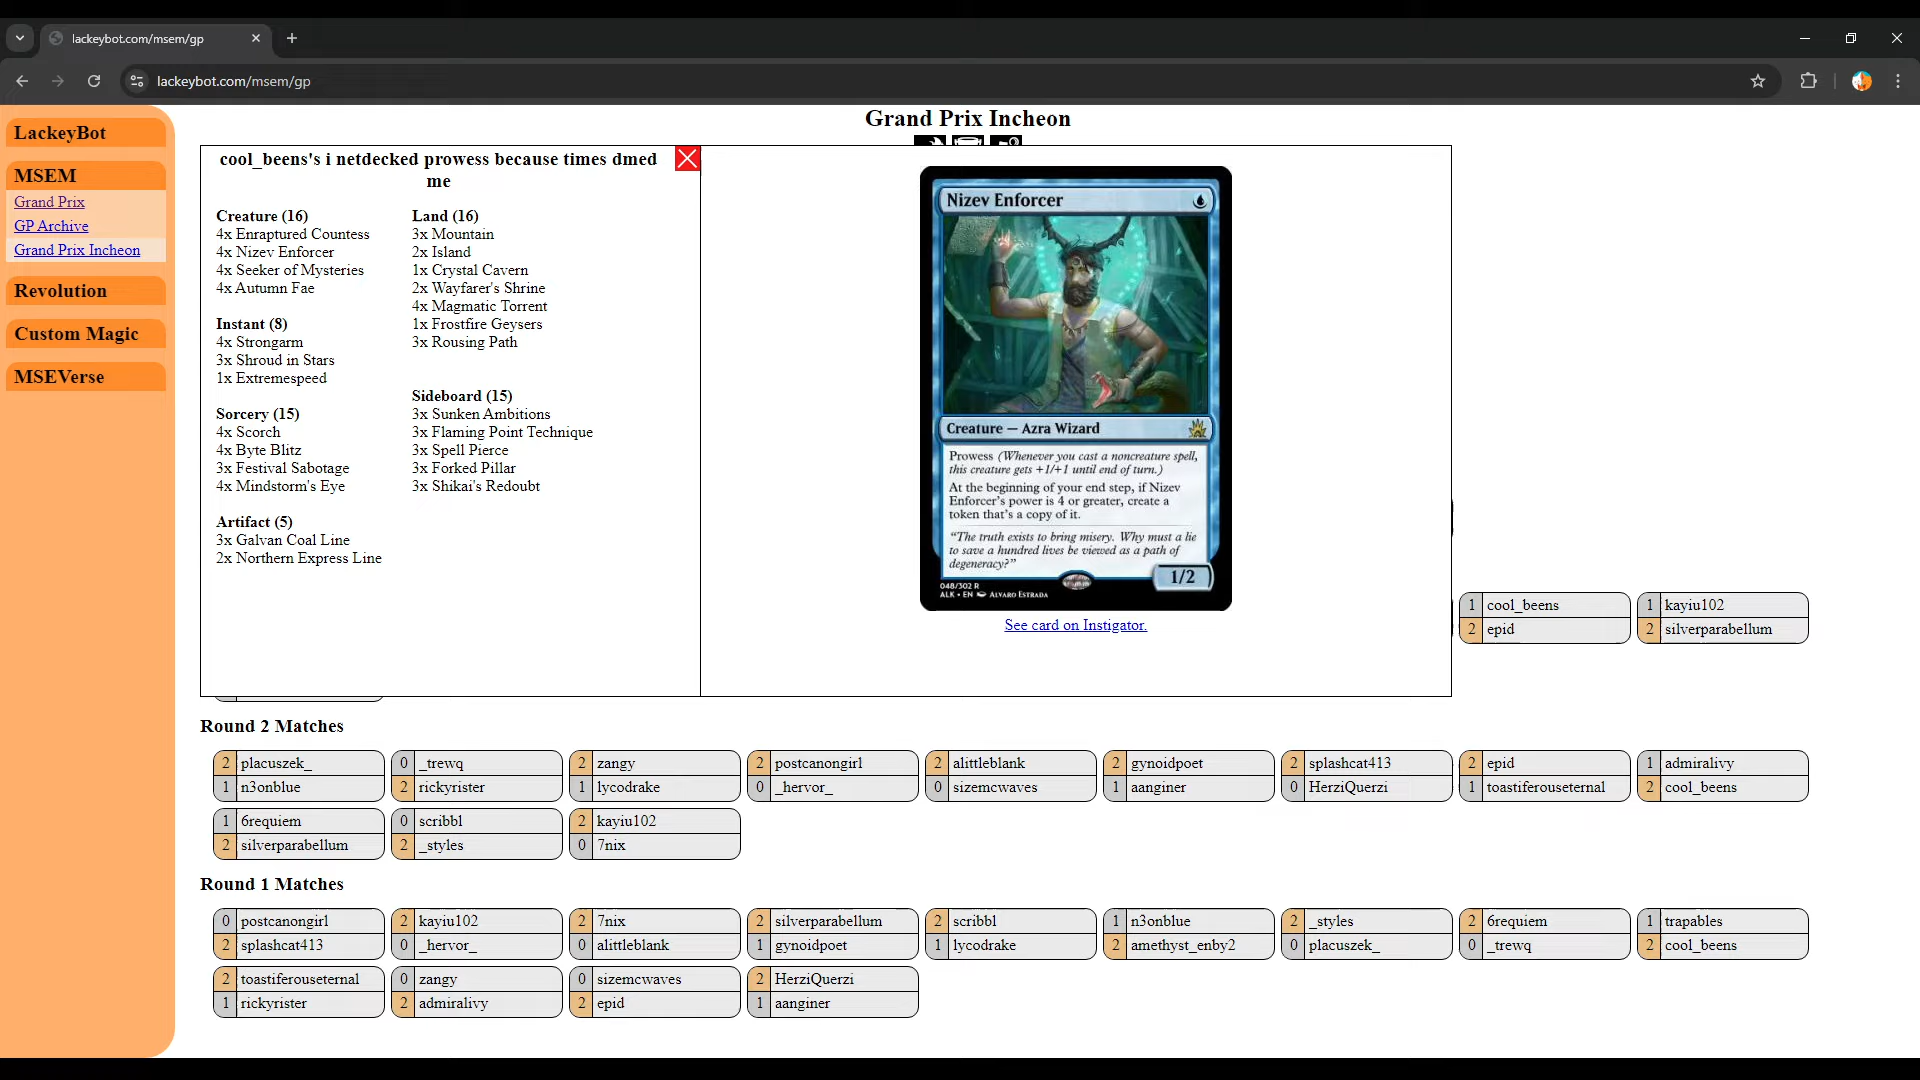 lackeybot.com/msem/gp
lackeybot.com/msem/gp
LackeyBot
MSEM
Grand Prix
GP Archive
Grand Prix Incheon
Revolution
Custom Magic
MSEVerse
Grand Prix Incheon
cool_beens's i netdecked prowess because times dmed
me
Creature (16)
4x Enraptured Countess
4x Nizev Enforcer
4x Seeker of Mysteries
4x Autumn Fae
Instant (8)
4x Strongarm
3x Shroud in Stars
1x Extremespeed
Sorcery (15)
4x Scorch
4x Byte Blitz
3x Festival Sabotage
4x Mindstorm's Eye
Artifact (5)
3x Galvan Coal Line
2x Northern Express Line
Land (16)
3x Mountain
2x Island
1x Crystal Cavern
2x Wayfarer's Shrine
4x Magmatic Torrent
1x Frostfire Geysers
3x Rousing Path
Sideboard (15)
3x Sunken Ambitions
3x Flaming Point Technique
3x Spell Pierce
3x Forked Pillar
3x Shikai's Redoubt
Nizev Enforcer
Creature — Azra Wizard
Prowess (Whenever you cast a noncreature spell,
this creature gets +1/+1 until end of turn.)
At the beginning of your end step, if Nizev
Enforcer's power is 4 or greater, create a
token that's a copy of it.
"The truth exists to bring misery. Why must a lie
to save a hundred lives be viewed as a path of
degeneracy?"
1/2
048/302 R
ALK • EN Alvaro Estrada
See card on Instigator.
1 cool_beens
2 epid
1 kayiu102
2 silverparabellum
Round 2 Matches
2 placuszek_
1 n3onblue
0 _trewq
2 rickyrister
2 zangy
1 lycodrake
2 postcanongirl
0 _hervor_
2 alittleblank
0 sizemcwaves
2 gynoidpoet
1 aanginer
2 splashcat413
0 HerziQuerzi
2 epid
1 toastiferouseternal
1 admiralivy
2 cool_beens
1 6requiem
2 silverparabellum
0 scribbl
2 _styles
2 kayiu102
0 7nix
Round 1 Matches
0 postcanongirl
2 splashcat413
2 kayiu102
0 _hervor_
2 7nix
0 alittleblank
2 silverparabellum
1 gynoidpoet
2 scribbl
1 lycodrake
1 n3onblue
2 amethyst_enby2
2 _styles
0 placuszek_
2 6requiem
0 _trewq
1 trapables
2 cool_beens
2 toastiferouseternal
1 rickyrister
0 zangy
2 admiralivy
0 sizemcwaves
2 epid
2 HerziQuerzi
1 aanginer